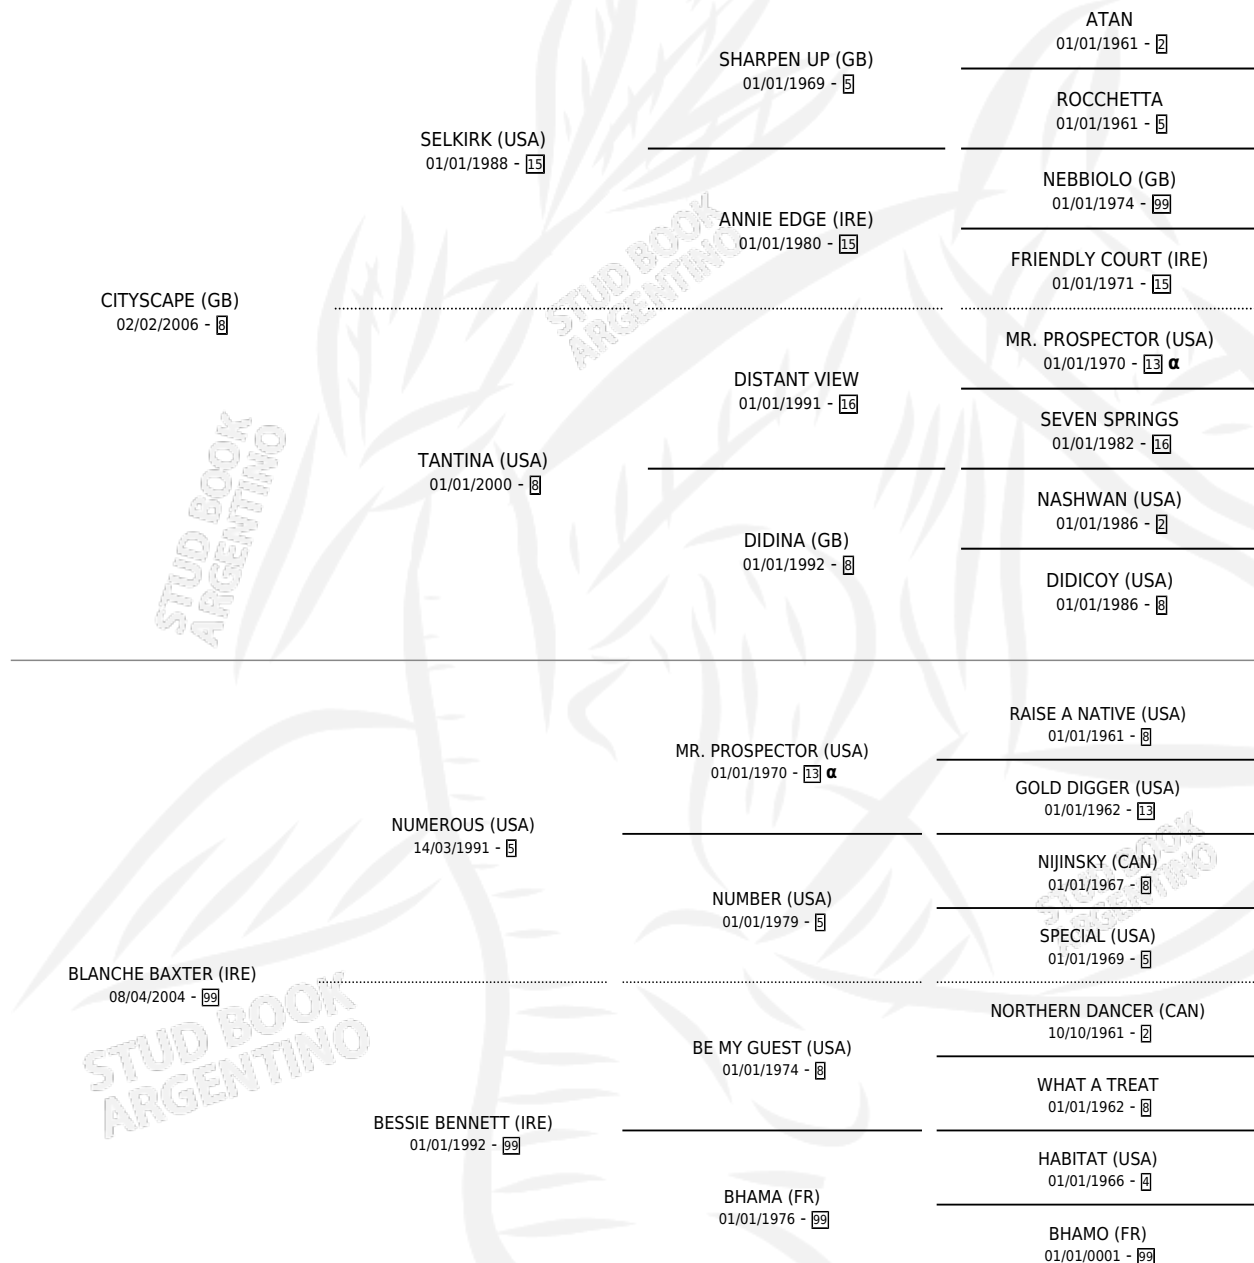 ATAN
01/01/1961 - 2
SHARPEN UP (GB)
01/01/1969 - 5
ROCCHETTA
01/01/1961 - 5
SELKIRK (USA)
01/01/1988 - 15
NEBBIOLO (GB)
01/01/1974 - 99
ANNIE EDGE (IRE)
01/01/1980 - 15
FRIENDLY COURT (IRE)
01/01/1971 - 15
CITYSCAPE (GB)
02/02/2006 - 8
MR. PROSPECTOR (USA)
01/01/1970 - 13 α
DISTANT VIEW
01/01/1991 - 16
SEVEN SPRINGS
01/01/1982 - 16
TANTINA (USA)
01/01/2000 - 8
NASHWAN (USA)
01/01/1986 - 2
DIDINA (GB)
01/01/1992 - 8
DIDICOY (USA)
01/01/1986 - 8
RAISE A NATIVE (USA)
01/01/1961 - 8
MR. PROSPECTOR (USA)
01/01/1970 - 13 α
GOLD DIGGER (USA)
01/01/1962 - 13
NUMEROUS (USA)
14/03/1991 - 5
NIJINSKY (CAN)
01/01/1967 - 8
NUMBER (USA)
01/01/1979 - 5
SPECIAL (USA)
01/01/1969 - 5
BLANCHE BAXTER (IRE)
08/04/2004 - 99
NORTHERN DANCER (CAN)
10/10/1961 - 2
BE MY GUEST (USA)
01/01/1974 - 8
WHAT A TREAT
01/01/1962 - 8
BESSIE BENNETT (IRE)
01/01/1992 - 99
HABITAT (USA)
01/01/1966 - 4
BHAMA (FR)
01/01/1976 - 99
BHAMO (FR)
01/01/0001 - 99
STUD BOOK
ARGENTINO
STUD BOOK
ARGENTINO
STUD BOOK
ARGENTINO
STUD BOOK
ARGENTINO